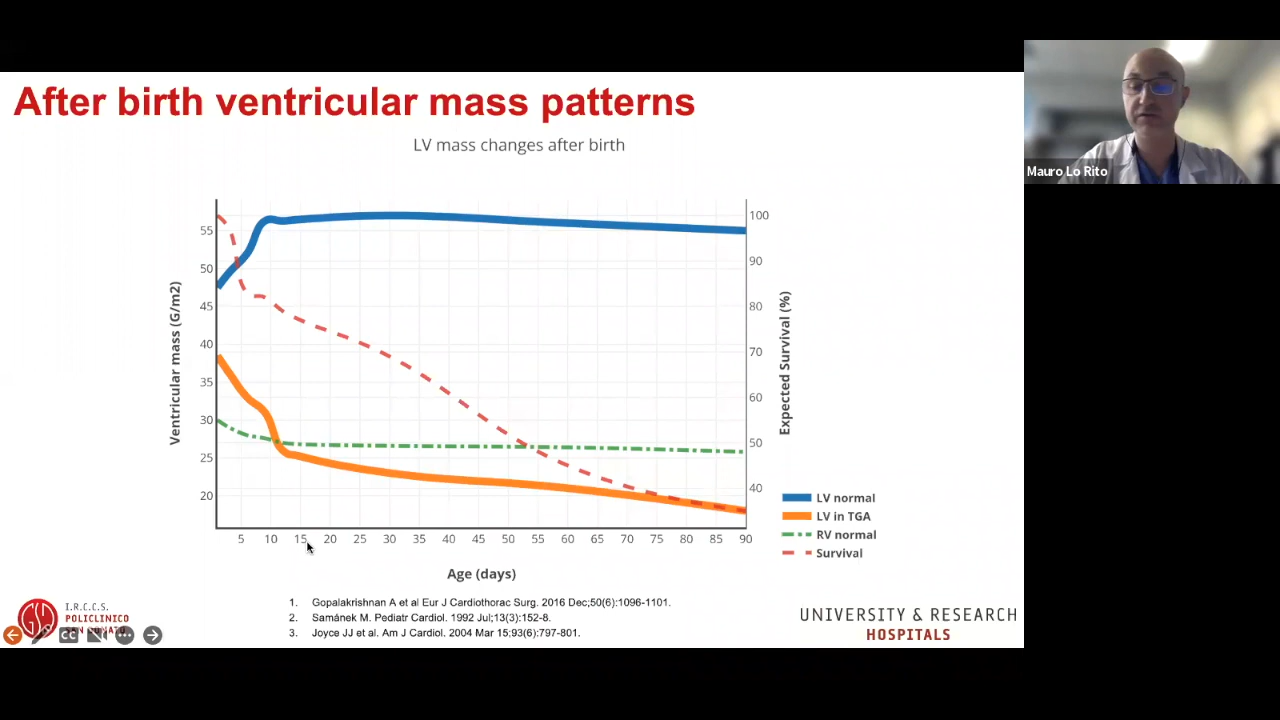 After birth ventricular mass patterns
LV mass changes after birth
Mauro Lo Rito
Ventricular mass (G/m2)
55
50
45
40
35
30
25
20
100
90
80
70
60
50
40
Expected Survival (%)
5 10 15 20 25 30 35 40 45 50 55 60 65 70 75 80 85 90
Age (days)
LV normal
LV in TGA
RV normal
Survival
1. Gopalakrishnan A et al Eur J Cardiothorac Surg. 2016 Dec;50(6):1096-1101.
2. Samánek M. Pediatr Cardiol. 1992 Jul;13(3):152-8.
3. Joyce JJ et al. Am J Cardiol. 2004 Mar 15:93(6):797-801.
I.R.C.C.S.
POLICLINICO
CC
UNIVERSITY & RESEARCH
HOSPITALS